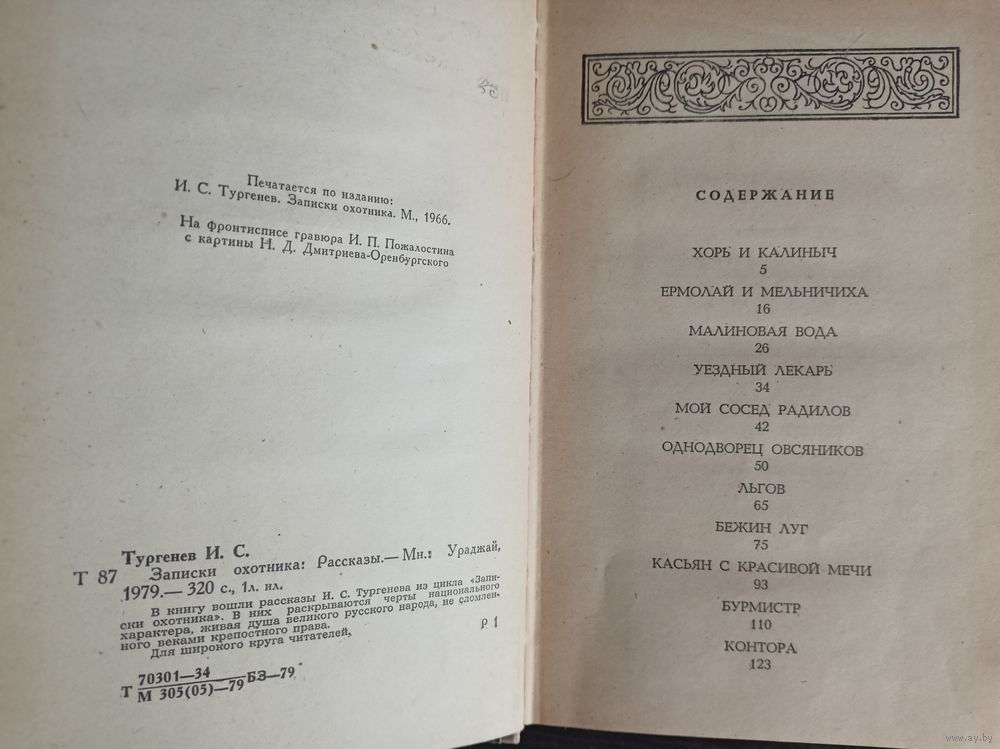 Печатается по изданию:
И. С. Тургенев. Записки охотника. М., 1966.
На фронтисписе гравюра И. П. Пожалостина
с картины Н. Д. Дмитриева-Оренбургского
Тургенев И. С.
Т 87 Записки охотника: Рассказы.— Мн.: Ураджай,
1979.— 320 с., 1л. ил.
В книгу вошли рассказы И. С. Тургенева из цикла «Запи-
ски охотника». В них раскрываются черты национального
характера, живая душа великого русского народа, не сломлен-
ного веками крепостного права.
Для широкого круга читателей,
Р 1
70301—34
Т БЗ—79
М 305(05)—79
СОДЕРЖАНИЕ
ХОРЬ И КАЛИНЫЧ
5
ЕРМОЛАЙ И МЕЛЬНИЧИХА
16
МАЛИНОВАЯ ВОДА
26
УЕЗДНЫЙ ЛЕКАРЬ
34
МОЙ СОСЕД РАДИЛОВ
42
ОДНОДВОРЕЦ ОВСЯНИКОВ
50
ЛЬГОВ
65
БЕЖИН ЛУГ
75
КАСЬЯН С КРАСИВОЙ МЕЧИ
93
БУРМИСТР
110
КОНТОРА
123
www.ay.by